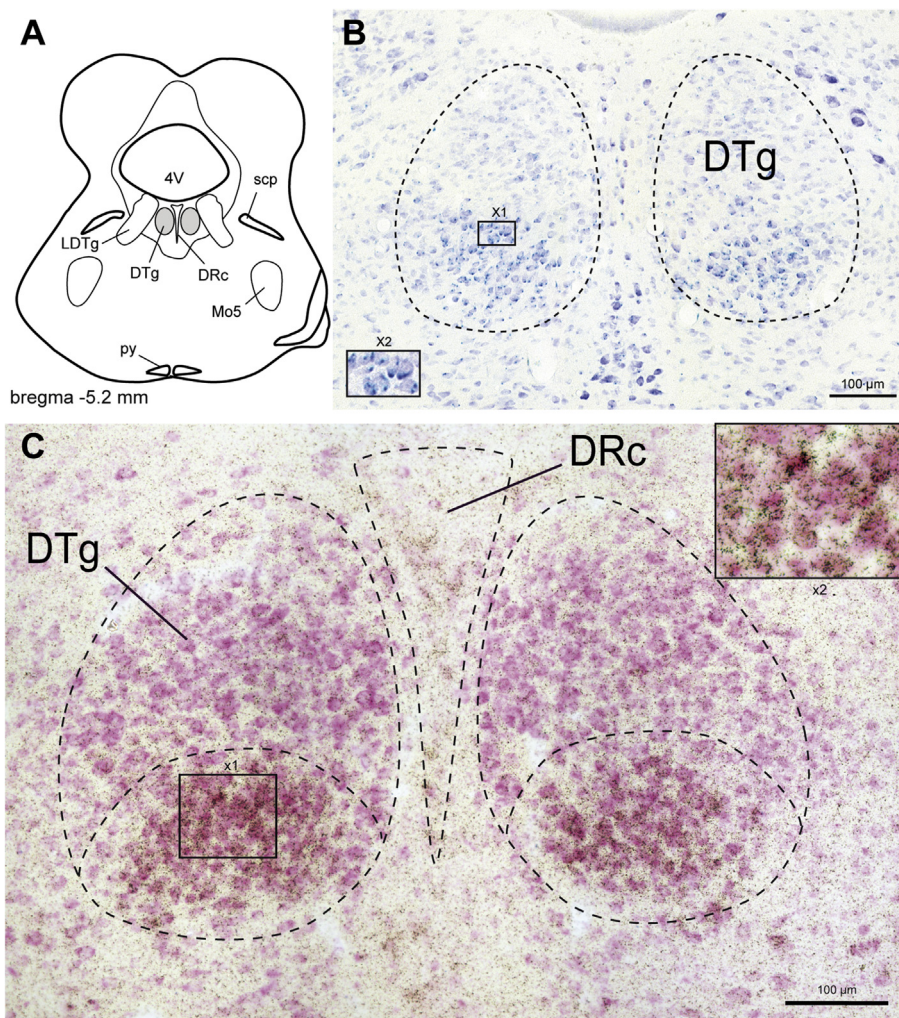 A
4V
scp
LDTg
DTg
DRc
Mo5
py
bregma -5.2 mm
B
DTg
X1
X2
100 µm
C
DRc
DTg
x1
x2
100 µm